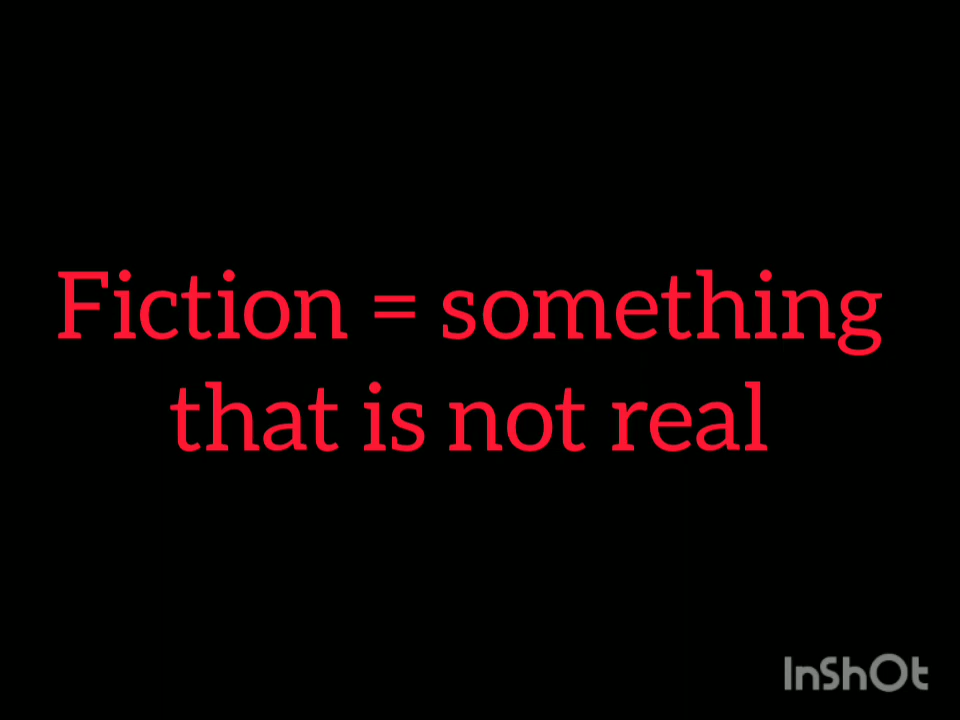 Fiction = something
that is not real
InShOt